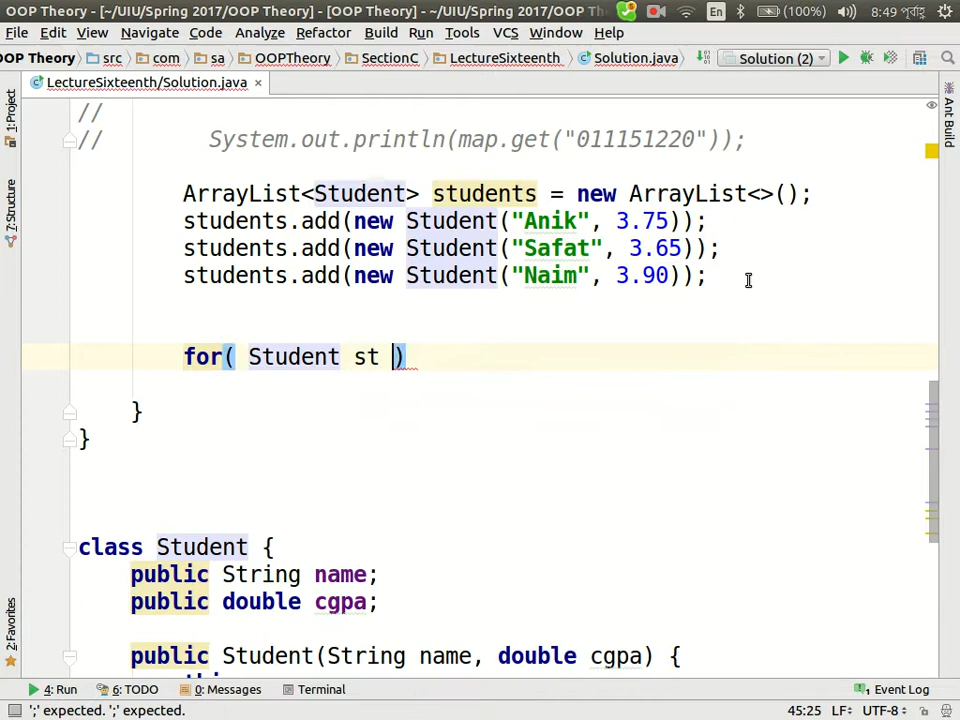 OOP Theory - [~/UIU/Spring 2017/OOP Theory] - [OOP Theory] - ~/UIU/Spring 2017/OOP Theory] En (100%) 8:49 পূর্বাহ্ণ
File Edit View Navigate Code Analyze Refactor Build Run Tools VCS Window Help
OOP Theory src com sa OOPTheory SectionC LectureSixteenth Solution.java Solution (2)
LectureSixteenth/Solution.java ×
1: Project
7: Structure
2: Favorites
Ant Build
//
// System.out.println(map.get("011151220"));
ArrayList<Student> students = new ArrayList<>();
students.add(new Student("Anik", 3.75));
students.add(new Student("Safat", 3.65));
students.add(new Student("Naim", 3.90));
for( Student st )
}
}
class Student {
public String name;
public double cgpa;
public Student(String name, double cgpa) {
4: Run 6: TODO 0: Messages Terminal Event Log
';' expected. ';' expected. 45:25 LF÷ UTF-8÷